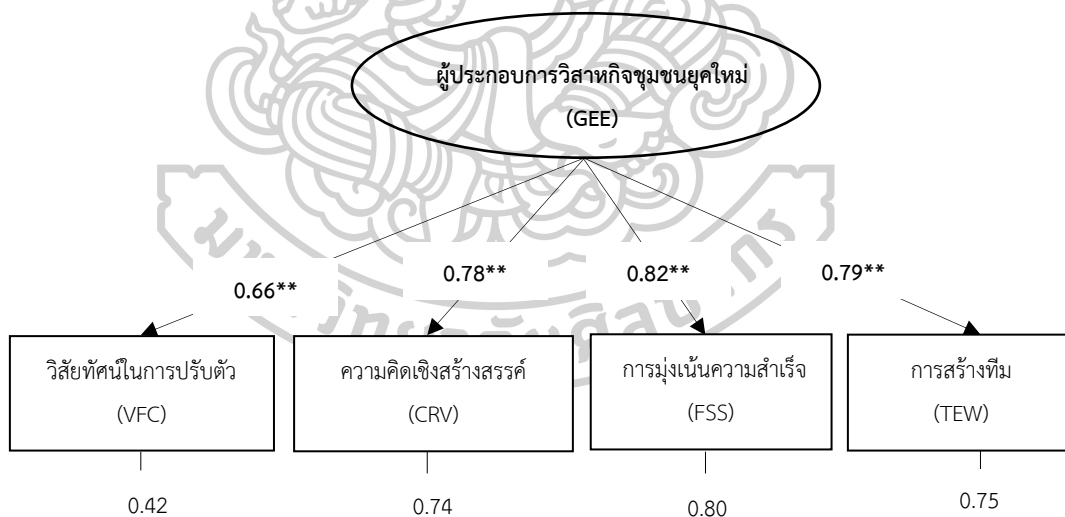 ผู้ประกอบการวิสาหกิจชุมชนยุคใหม่
(GEE)
0.66**
0.78**
0.82**
0.79**
วิสัยทัศน์ในการปรับตัว
(VFC)
ความคิดเชิงสร้างสรรค์
(CRV)
การมุ่งเน้นความสำเร็จ
(FSS)
การสร้างทีม
(TEW)
0.42
0.74
0.80
0.75